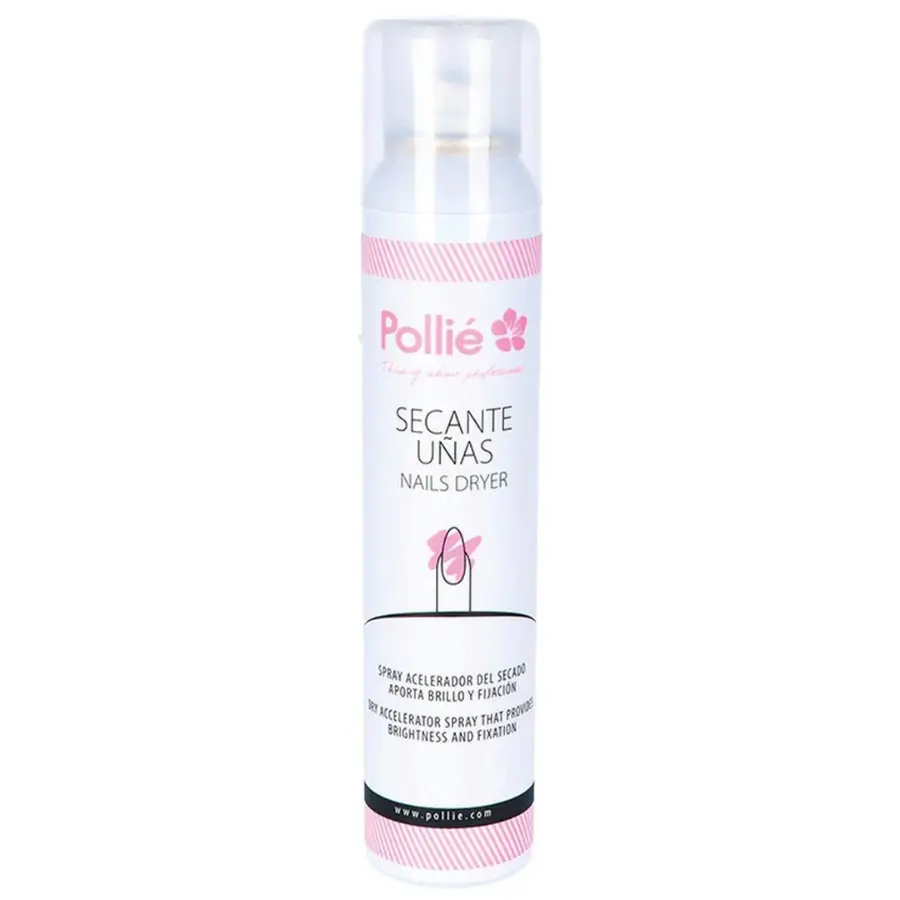 Pollié
SECANTE
UÑAS
NAILS DRYER
SPRAY ACELERADOR DEL SECADO
APORTA BRILLO Y FIJACIÓN
DRY ACCELERATOR SPRAY THAT PROVIDES
BRIGHTNESS AND FIXATION
www.pollie.com